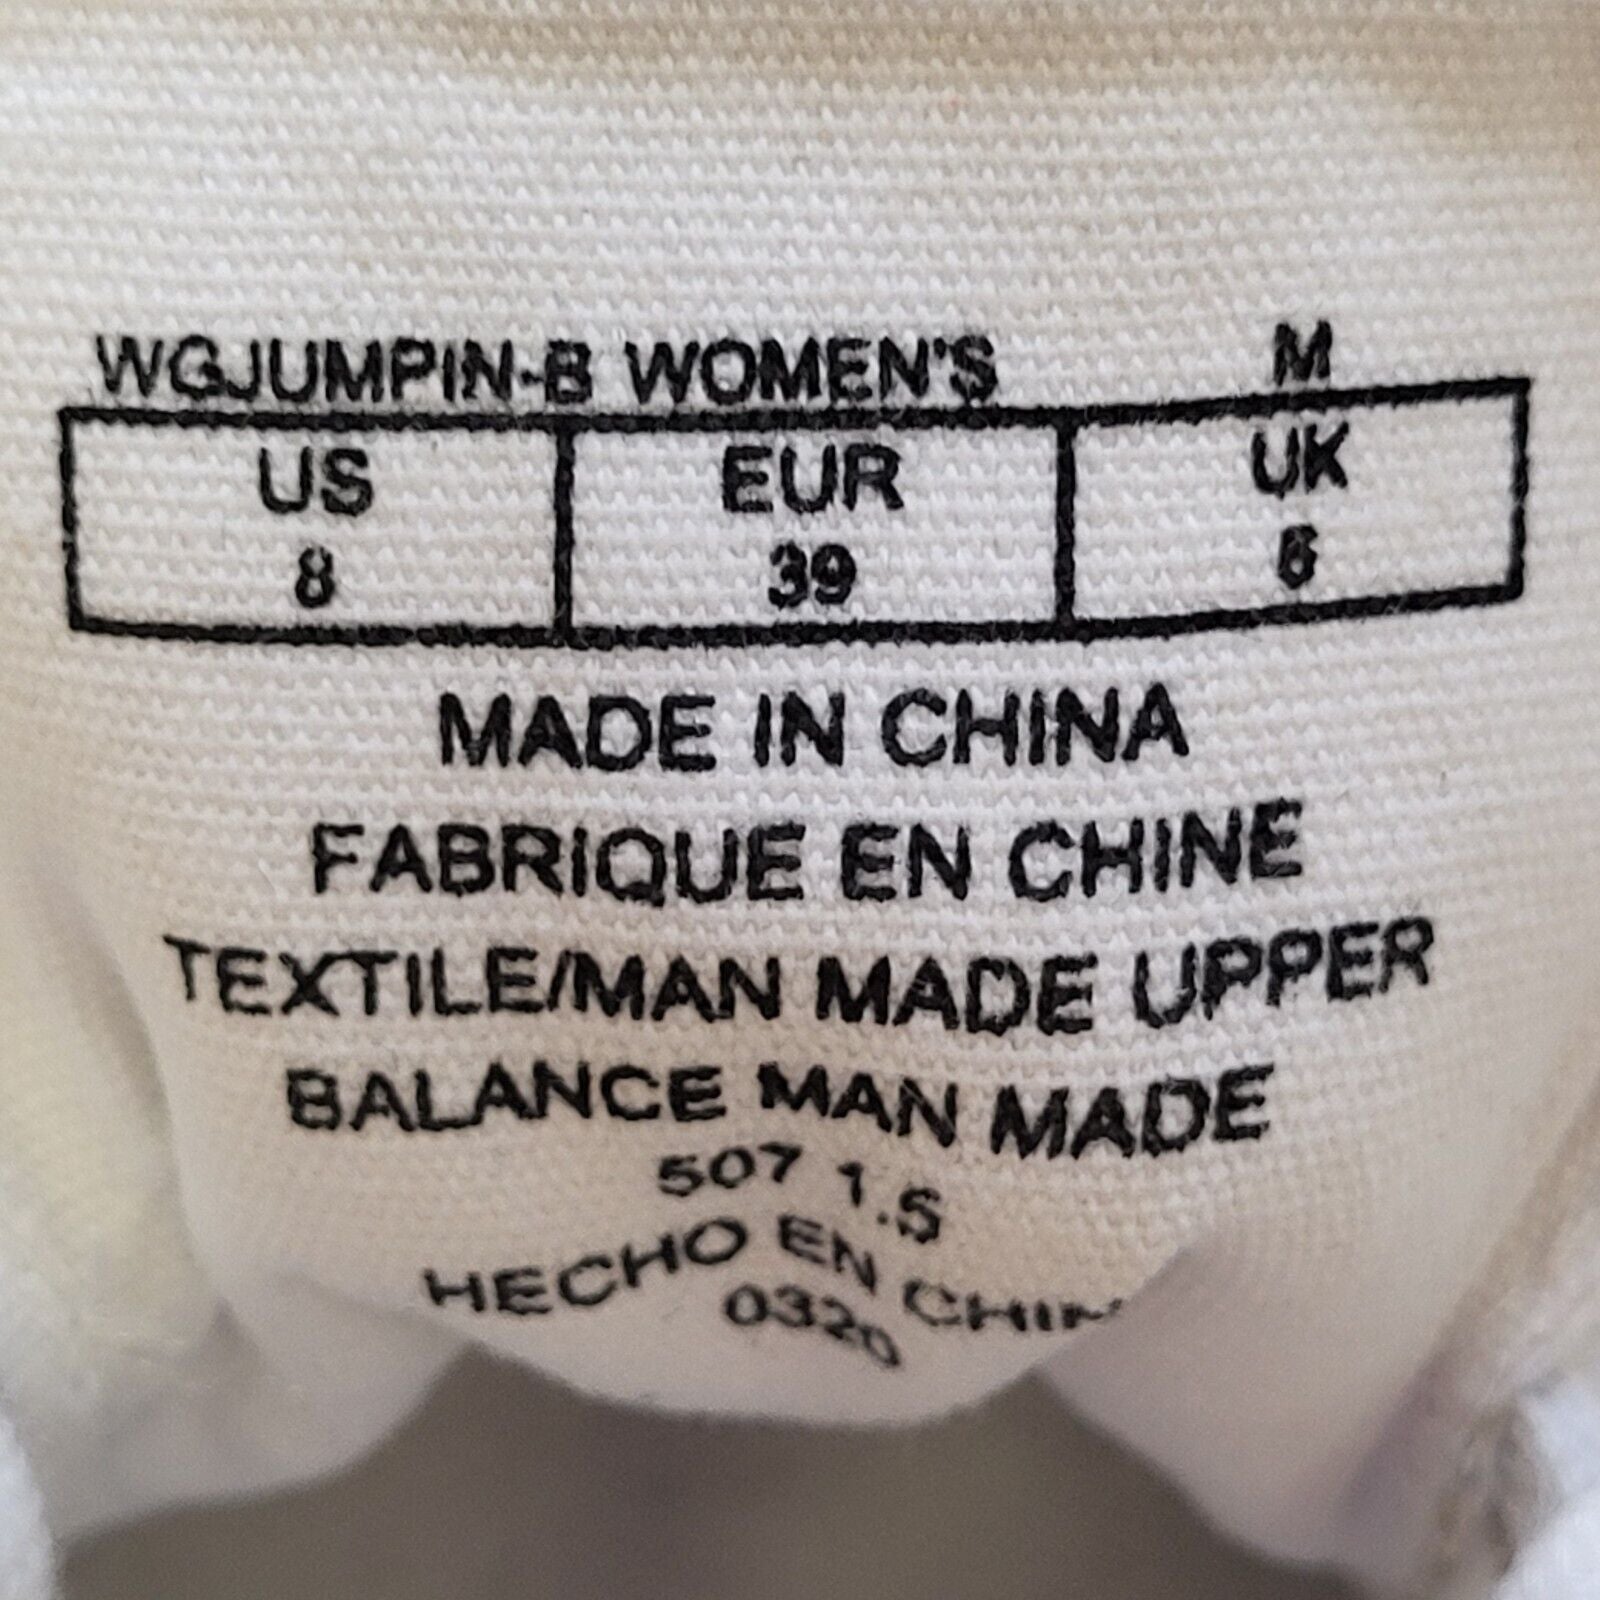 WGJUMPIN-B WOMEN'S M
US EUR UK
8 39 6
MADE IN CHINA
FABRIQUE EN CHINE
TEXTILE/MAN MADE UPPER
BALANCE MAN MADE
507 1.S
HECHO EN CHIN
0320